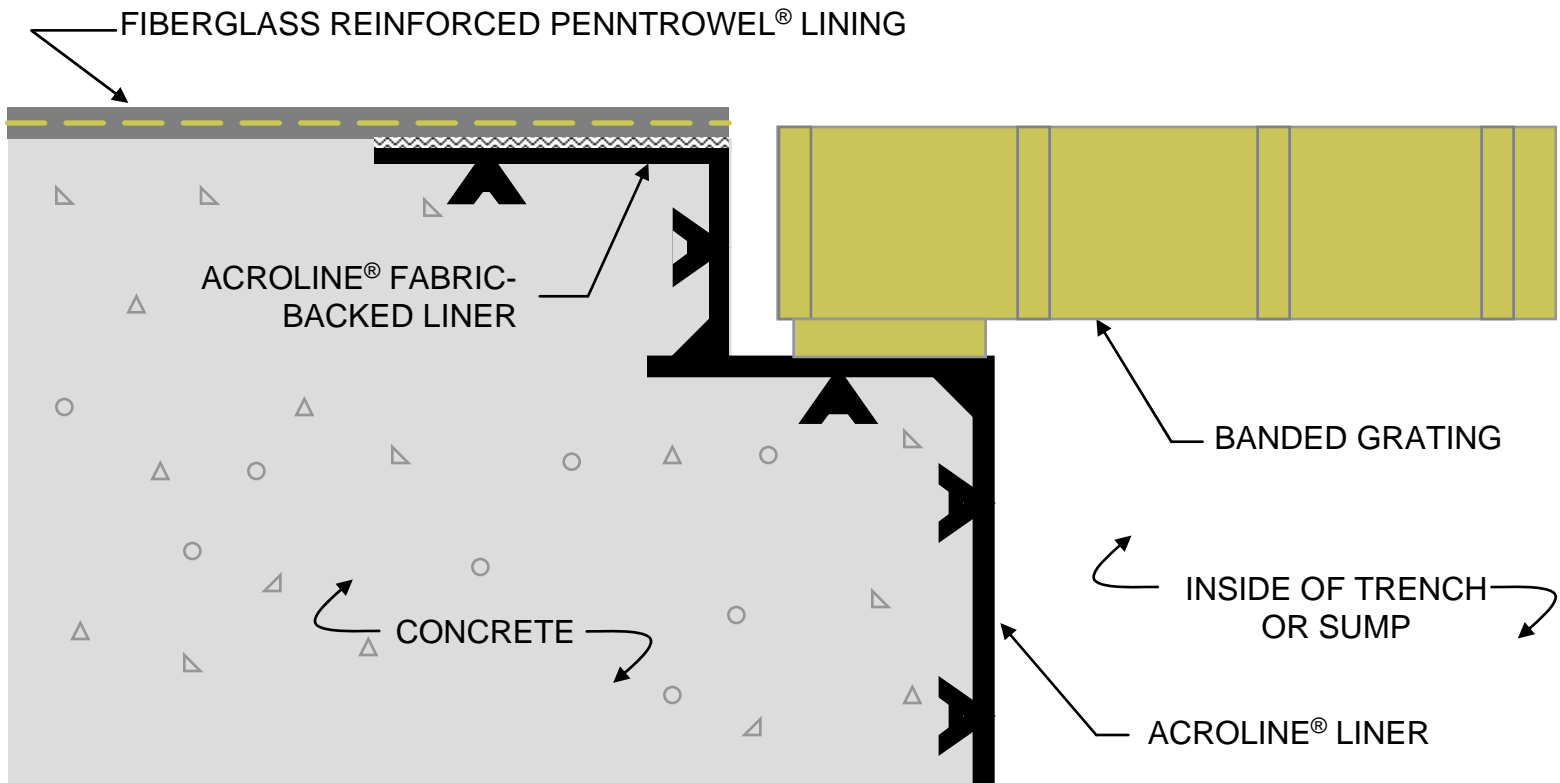 FIBERGLASS REINFORCED PENNTROWEL® LINING
ACROLINE® FABRIC-
BACKED LINER
BANDED GRATING
INSIDE OF TRENCH
OR SUMP
CONCRETE
ACROLINE® LINER